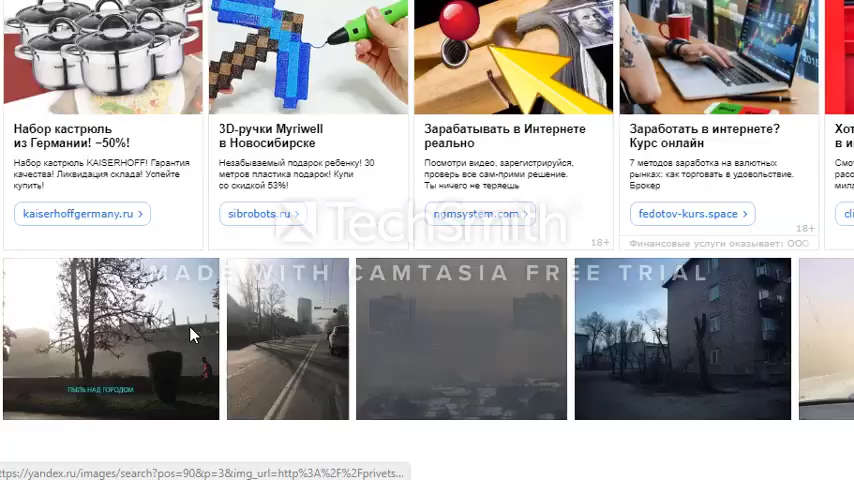 Набор кастрюль
из Германии! −50%!
Набор кастрюль KAISERHOFF! Гарантия
качества! Ликвидация склада! Успейте
купить!
kaiserhoffgermany.ru
3D-ручки Myriwell
в Новосибирске
Незабываемый подарок ребенку! 30
метров пластика подарок! Купи
со скидкой 53%!
sibrobots.ru
Зарабатывать в Интернете
реально
Посмотри видео, зарегистрируйся,
проверь все сам-прими решение.
Ты ничего не теряешь
ngmsystem.com
18+
Заработать в интернете?
Курс онлайн
7 методов заработка на валютных
рынках: как торговать в удовольствие.
Брокер
fedotov-kurs.space
18+
Финансовые услуги оказывает: ООО
TechSmith
MADE WITH CAMTASIA FREE TRIAL
ПЫЛЬ НАД ГОРОДОМ
ttps://yandex.ru/images/search?pos=90&p=3&img_url=http%3A%2F%2Fprivets...